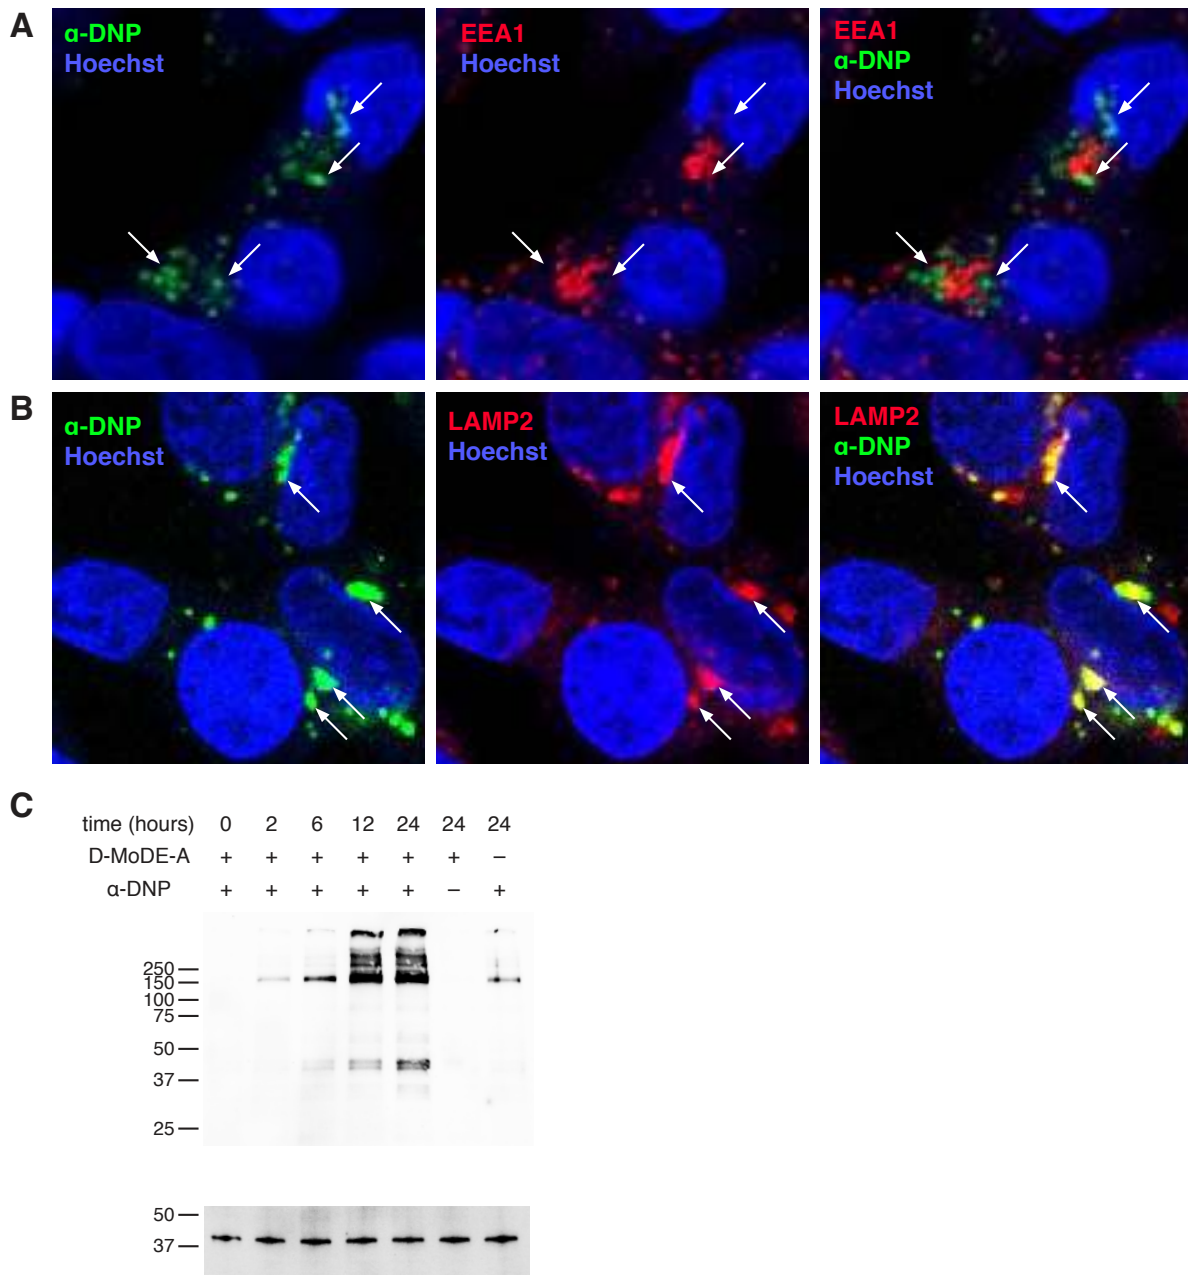 A
α-DNP
Hoechst
EEA1
Hoechst
EEA1
α-DNP
Hoechst
B
α-DNP
Hoechst
LAMP2
Hoechst
LAMP2
α-DNP
Hoechst
C
time (hours) 0 2 6 12 24 24 24
D-MoDE-A + + + + + + –
α-DNP + + + + + – +
250
150
100
75
50
37
25
50
37